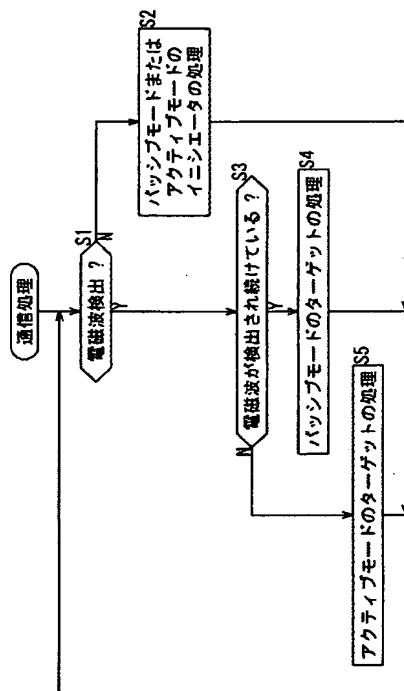 通信処理
S1
電磁波検出 ?
N
Y
S2
パッシブモードまたは
アクティブモードの
イニシエータの処理
S3
電磁波が検出され続けている ?
N
Y
S4
パッシブモードのターゲットの処理
S5
アクティブモードのターゲットの処理